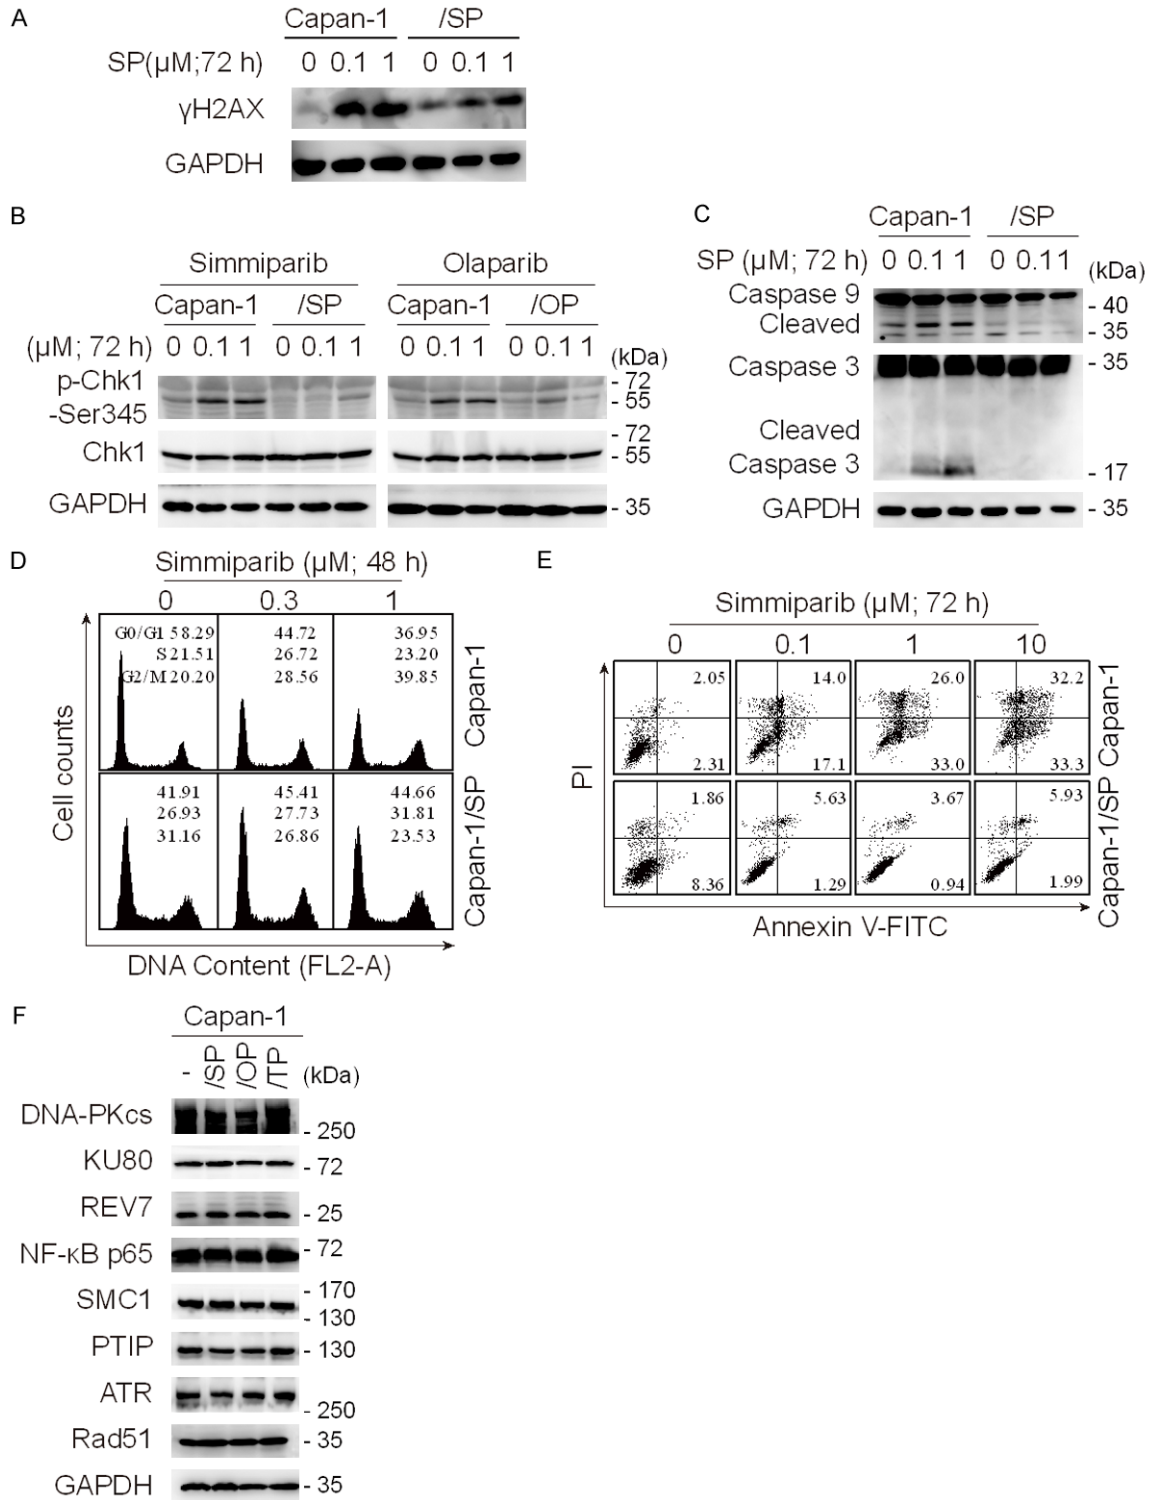 A
Capan-1 /SP
SP(μM;72 h) 0 0.1 1 0 0.1 1
γH2AX
GAPDH
B
Simmiparib Olaparib
Capan-1 /SP Capan-1 /OP
(μM; 72 h) 0 0.1 1 0 0.1 1 0 0.1 1 0 0.1 1 (kDa)
p-Chk1 - 72
-Ser345 - 55
- 72
Chk1 - 55
GAPDH - 35
C
Capan-1 /SP
SP (μM; 72 h) 0 0.1 1 0 0.1 1 (kDa)
Caspase 9 - 40
Cleaved - 35
Caspase 3 - 35
Cleaved
Caspase 3 - 17
GAPDH - 35
D
Simmiparib (μM; 48 h)
0 0.3 1
G0/G1 58.29 44.72 36.95
S 21.51 26.72 23.20
G2/M 20.20 28.56 39.85
Capan-1
41.91 45.41 44.66
26.93 27.73 31.81
31.16 26.86 23.53
Capan-1/SP
Cell counts
DNA Content (FL2-A)
E
Simmiparib (μM; 72 h)
0 0.1 1 10
2.05 14.0 26.0 32.2
2.31 17.1 33.0 33.3
Capan-1
1.86 5.63 3.67 5.93
8.36 1.29 0.94 1.99
Capan-1/SP
PI
Annexin V-FITC
F
Capan-1
- /SP /OP /TP (kDa)
DNA-PKcs - 250
KU80 - 72
REV7 - 25
NF-κB p65 - 72
SMC1 - 170
- 130
PTIP - 130
ATR - 250
Rad51 - 35
GAPDH - 35